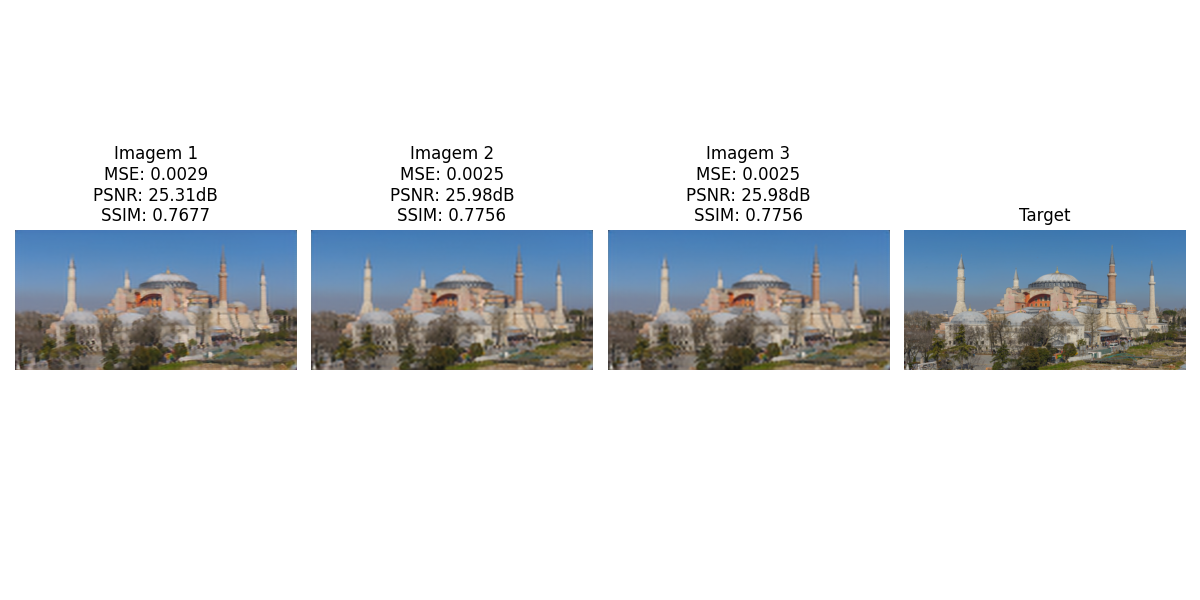 Imagem 1
MSE: 0.0029
PSNR: 25.31dB
SSIM: 0.7677
Imagem 2
MSE: 0.0025
PSNR: 25.98dB
SSIM: 0.7756
Imagem 3
MSE: 0.0025
PSNR: 25.98dB
SSIM: 0.7756
Target